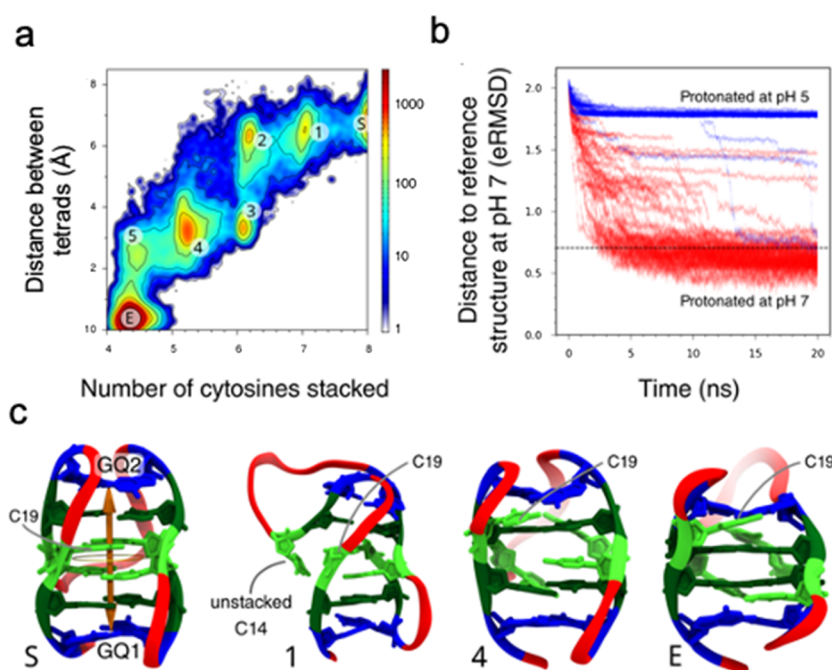 a
Distance between
tetrads (Å)
8
6
4
2
10
4
5
6
7
8
Number of cytosines stacked
1
2
3
4
5
S
E
1000
100
10
1
b
Distance to reference
structure at pH 7 (eRMSD)
2.0
1.5
1.0
0.5
0.0
Protonated at pH 5
Protonated at pH 7
0
5
10
15
20
Time (ns)
c
GQ2
C19
GQ1
S
C19
unstacked
C14
1
C19
4
C19
E